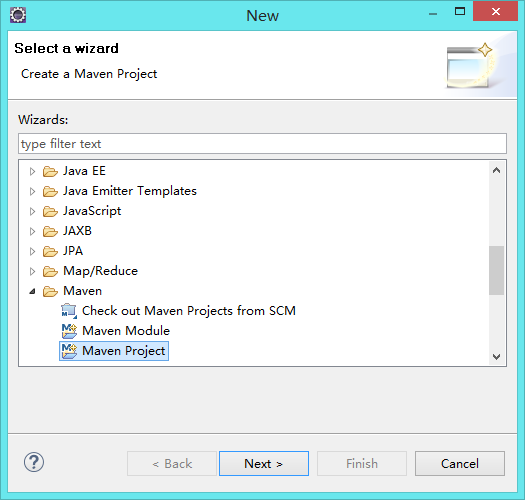 New
Select a wizard
Create a Maven Project
Wizards:
type filter text
Java EE
Java Emitter Templates
JavaScript
JAXB
JPA
Map/Reduce
Maven
Check out Maven Projects from SCM
Maven Module
Maven Project
< Back
Next >
Finish
Cancel